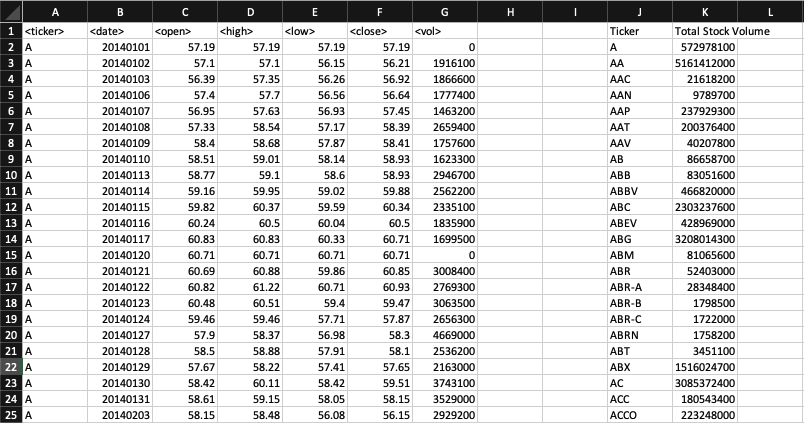 A B C D E F G H I J K L
1 <ticker> <date> <open> <high> <low> <close> <vol> Ticker Total Stock Volume
2 A 20140101 57.19 57.19 57.19 57.19 0 A 572978100
3 A 20140102 57.1 57.1 56.15 56.21 1916100 AA 5161412000
4 A 20140103 56.39 57.35 56.26 56.92 1866600 AAC 21618200
5 A 20140106 57.4 57.7 56.56 56.64 1777400 AAN 9789700
6 A 20140107 56.95 57.63 56.93 57.45 1463200 AAP 237929300
7 A 20140108 57.33 58.54 57.17 58.39 2659400 AAT 200376400
8 A 20140109 58.4 58.68 57.87 58.41 1757600 AAV 40207800
9 A 20140110 58.51 59.01 58.14 58.93 1623300 AB 86658700
10 A 20140113 58.77 59.1 58.6 58.93 2946700 ABB 83051600
11 A 20140114 59.16 59.95 59.02 59.88 2562200 ABBV 466820000
12 A 20140115 59.82 60.37 59.59 60.34 2335100 ABC 2303237600
13 A 20140116 60.24 60.5 60.04 60.5 1835900 ABEV 428969000
14 A 20140117 60.83 60.83 60.33 60.71 1699500 ABG 3208014300
15 A 20140120 60.71 60.71 60.71 60.71 0 ABM 81065600
16 A 20140121 60.69 60.88 59.86 60.85 3008400 ABR 52403000
17 A 20140122 60.82 61.22 60.71 60.93 2769300 ABR-A 28348400
18 A 20140123 60.48 60.51 59.4 59.47 3063500 ABR-B 1798500
19 A 20140124 59.46 59.46 57.71 57.87 2656300 ABR-C 1722000
20 A 20140127 57.9 58.37 56.98 58.3 4669000 ABRN 1758200
21 A 20140128 58.5 58.88 57.91 58.1 2536200 ABT 3451100
22 A 20140129 57.67 58.22 57.41 57.65 2163000 ABX 1516024700
23 A 20140130 58.42 60.11 58.42 59.51 3743100 AC 3085372400
24 A 20140131 58.61 59.15 58.05 58.15 3529000 ACC 180543400
25 A 20140203 58.15 58.48 56.08 56.15 2929200 ACCO 223248000